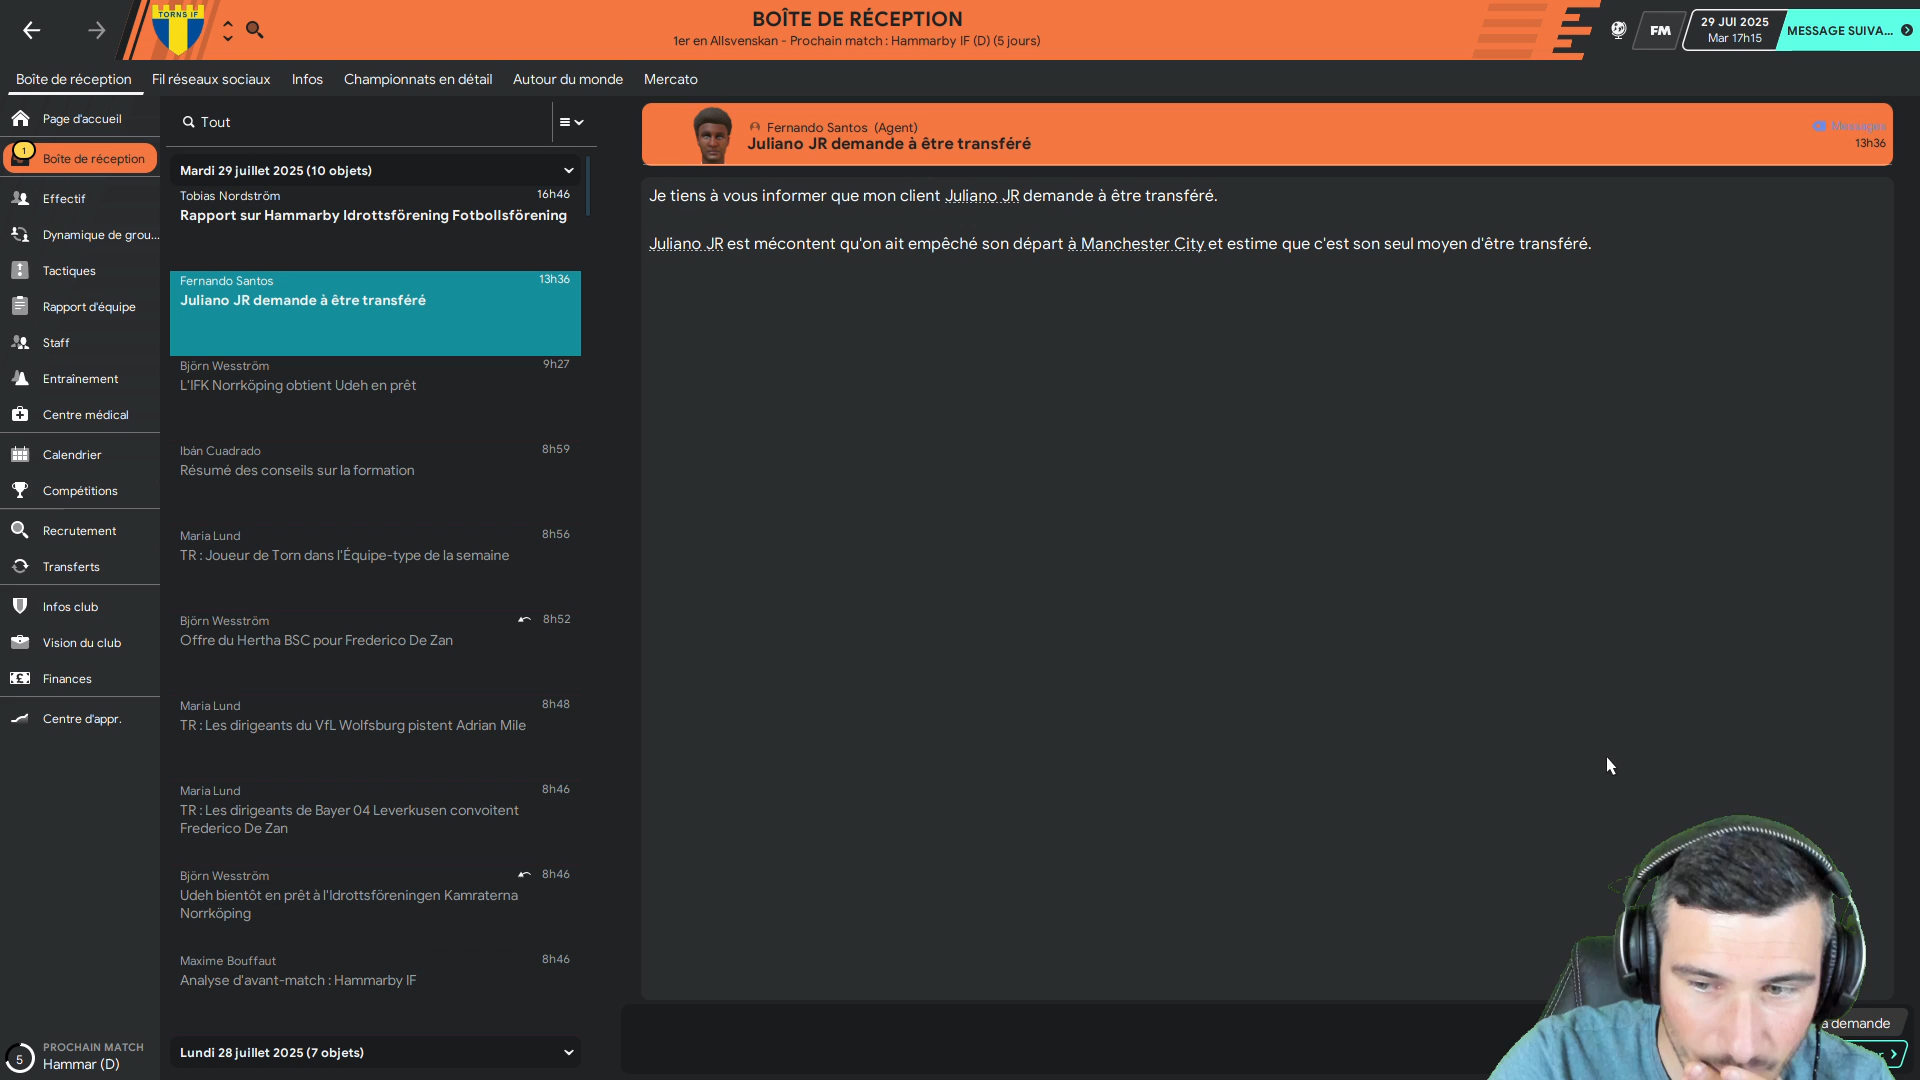 TORNS IF
BOÎTE DE RÉCEPTION
1er en Allsvenskan - Prochain match : Hammarby IF (D) (5 jours)
FM
29 JUI 2025
Mar 17h15
MESSAGE SUIVA...
Boîte de réception
Fil réseaux sociaux
Infos
Championnats en détail
Autour du monde
Mercato
Page d'accueil
1
Boîte de réception
Effectif
Dynamique de grou...
Tactiques
Rapport d'équipe
Staff
Entraînement
Centre médical
Calendrier
Compétitions
Recrutement
Transferts
Infos club
Vision du club
Finances
Centre d'appr.
5
PROCHAIN MATCH
Hammar (D)
Tout
Mardi 29 juillet 2025 (10 objets)
Tobias Nordström 16h46
Rapport sur Hammarby Idrottsförening Fotbollsförening
Fernando Santos 13h36
Juliano JR demande à être transféré
Björn Wesström 9h27
L'IFK Norrköping obtient Udeh en prêt
Ibán Cuadrado 8h59
Résumé des conseils sur la formation
Maria Lund 8h56
TR : Joueur de Torn dans l'Équipe-type de la semaine
Björn Wesström 8h52
Offre du Hertha BSC pour Frederico De Zan
Maria Lund 8h48
TR : Les dirigeants du VfL Wolfsburg pistent Adrian Mile
Maria Lund 8h46
TR : Les dirigeants de Bayer 04 Leverkusen convoitent
Frederico De Zan
Björn Wesström 8h46
Udeh bientôt en prêt à l'Idrottsföreningen Kamraterna
Norrköping
Maxime Bouffaut 8h46
Analyse d'avant-match : Hammarby IF
Lundi 28 juillet 2025 (7 objets)
Fernando Santos (Agent)
Juliano JR demande à être transféré
Messages
13h36
Je tiens à vous informer que mon client Juliano JR demande à être transféré.
Juliano JR est mécontent qu'on ait empêché son départ à Manchester City et estime que c'est son seul moyen d'être transféré.
a demande